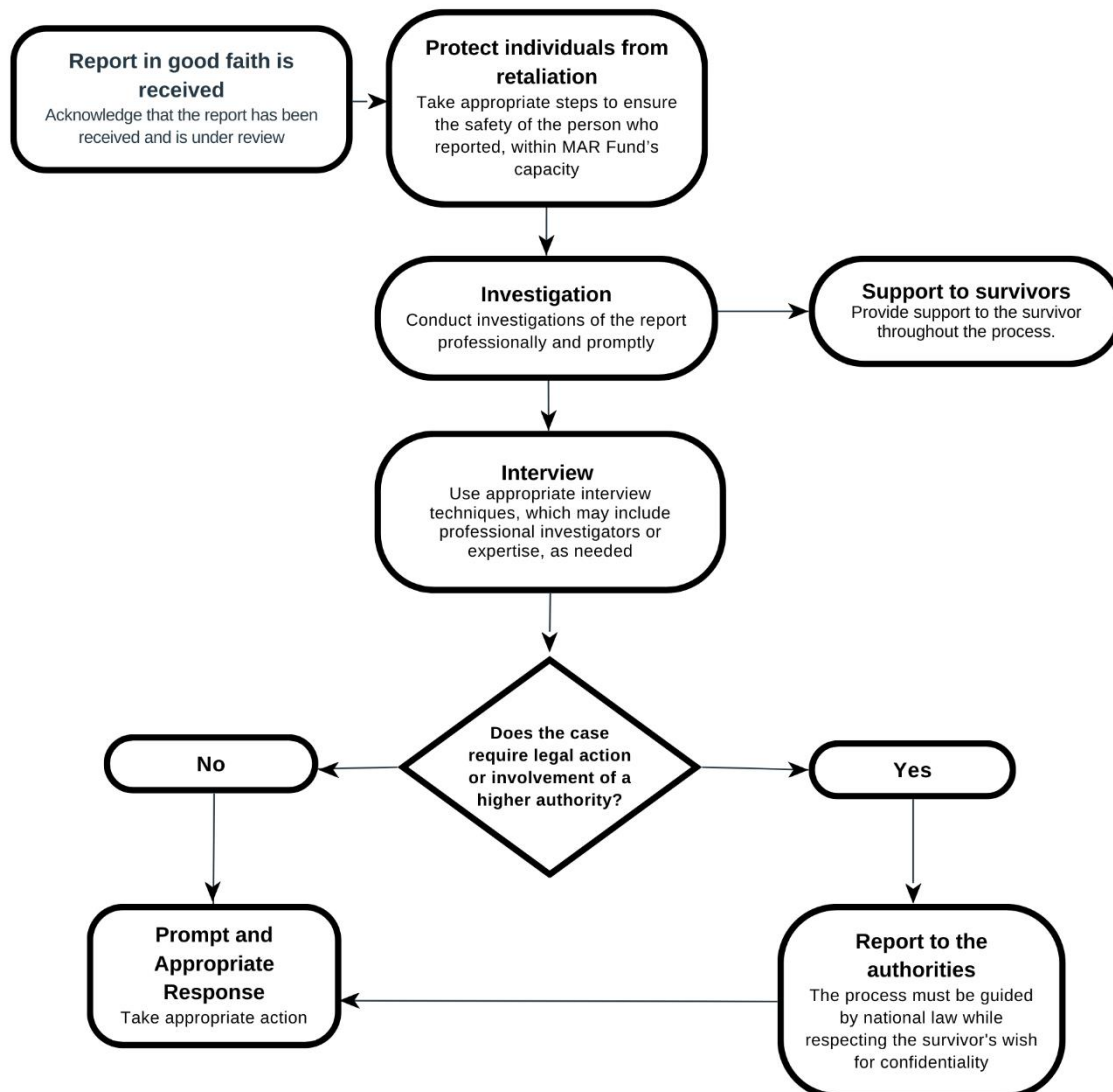 Report in good faith is
received
Acknowledge that the report has been
received and is under review
Protect individuals from
retaliation
Take appropriate steps to ensure
the safety of the person who
reported, within MAR Fund's
capacity
Investigation
Conduct investigations of the report
professionally and promptly
Support to survivors
Provide support to the survivor
throughout the process.
Interview
Use appropriate interview
techniques, which may include
professional investigators or
expertise, as needed
Does the case
require legal action
or involvement of a
higher authority?
No
Yes
Prompt and
Appropriate
Response
Take appropriate action
Report to the
authorities
The process must be guided
by national law while
respecting the survivor's wish
for confidentiality